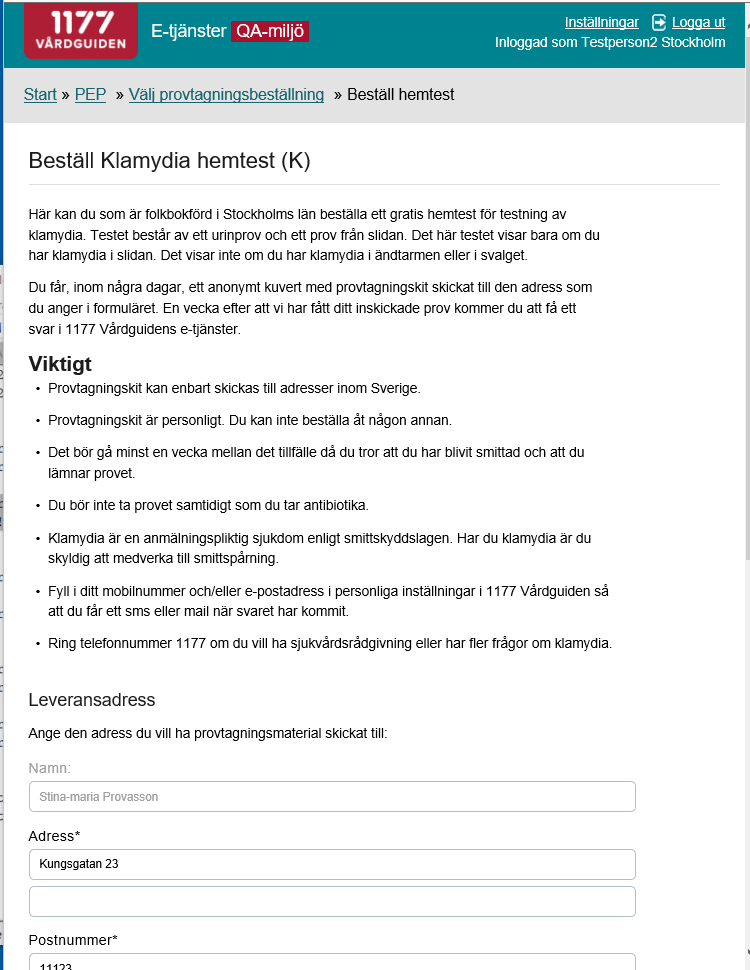 1177
VÅRDGUIDEN
E-tjänster QA-miljö
Inställningar Logga ut
Inloggad som Testperson2 Stockholm
Start » PEP » Välj provtagningsbeställning » Beställ hemtest
Beställ Klamydia hemtest (K)
Här kan du som är folkbokförd i Stockholms län beställa ett gratis hemtest för testning av
klamydia. Testet består av ett urinprov och ett prov från slidan. Det här testet visar bara om du
har klamydia i slidan. Det visar inte om du har klamydia i ändtarmen eller i svalget.
Du får, inom några dagar, ett anonymt kuvert med provtagningskit skickat till den adress som
du anger i formuläret. En vecka efter att vi har fått ditt inskickade prov kommer du att få ett
svar i 1177 Vårdguidens e-tjänster.
Viktigt
• Provtagningskit kan enbart skickas till adresser inom Sverige.
• Provtagningskit är personligt. Du kan inte beställa åt någon annan.
• Det bör gå minst en vecka mellan det tillfälle då du tror att du har blivit smittad och att du
lämnar provet.
• Du bör inte ta provet samtidigt som du tar antibiotika.
• Klamydia är en anmälningspliktig sjukdom enligt smittskyddslagen. Har du klamydia är du
skyldig att medverka till smittspårning.
• Fyll i ditt mobilnummer och/eller e-postadress i personliga inställningar i 1177 Vårdguiden så
att du får ett sms eller mail när svaret har kommit.
• Ring telefonnummer 1177 om du vill ha sjukvårdsrådgivning eller har fler frågor om klamydia.
Leveransadress
Ange den adress du vill ha provtagningsmaterial skickat till:
Namn:
Stina-maria Provasson
Adress*
Kungsgatan 23
Postnummer*
11123